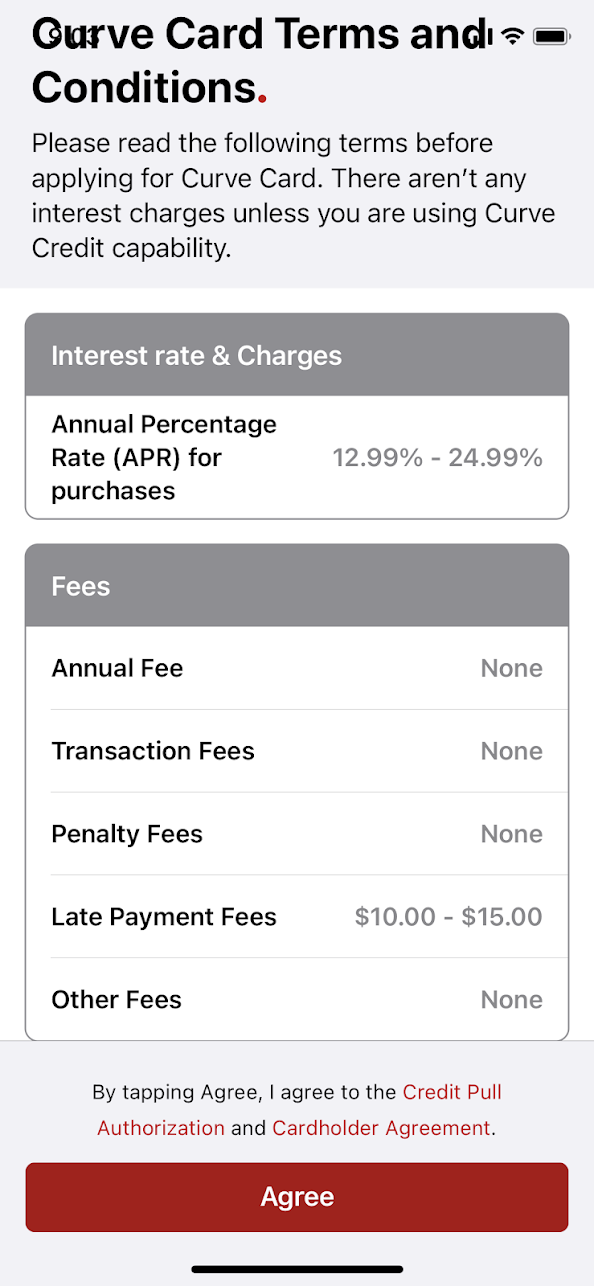 Curve Card Terms and
Conditions.
Please read the following terms before
applying for Curve Card. There aren’t any
interest charges unless you are using Curve
Credit capability.
Interest rate & Charges
Annual Percentage
Rate (APR) for
purchases
12.99% - 24.99%
Fees
Annual Fee None
Transaction Fees None
Penalty Fees None
Late Payment Fees $10.00 - $15.00
Other Fees None
By tapping Agree, I agree to the Credit Pull
Authorization and Cardholder Agreement.
Agree